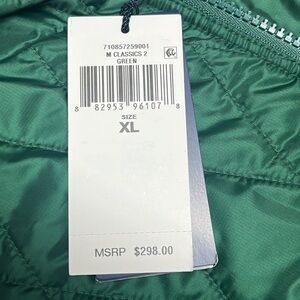 710857259001
M CLASSICS 2
GREEN
8 82953 96107 8
SIZE
XL
MSRP $298.00